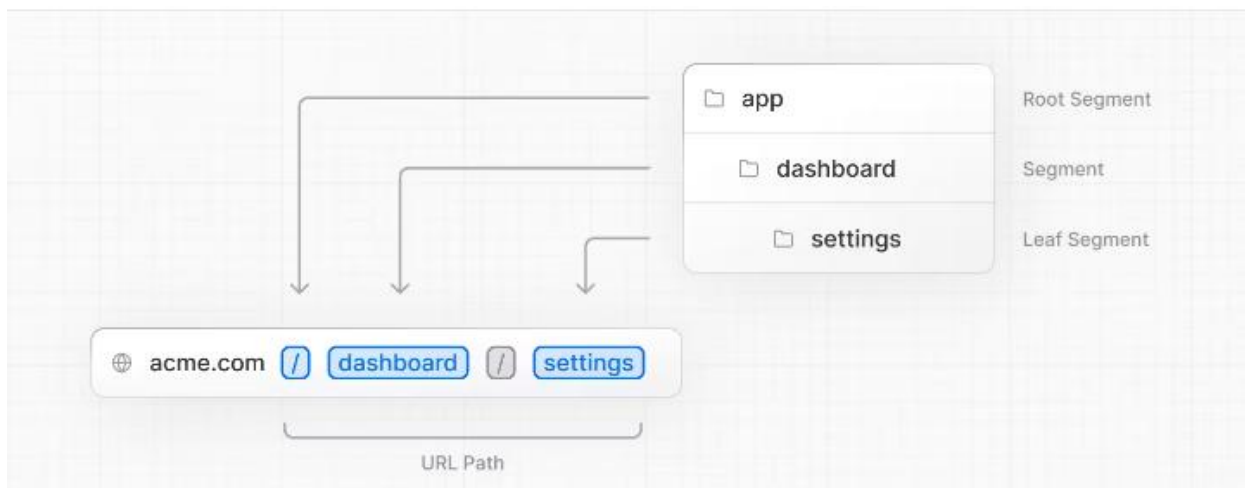 app Root Segment
dashboard Segment
settings Leaf Segment
acme.com / dashboard / settings
URL Path